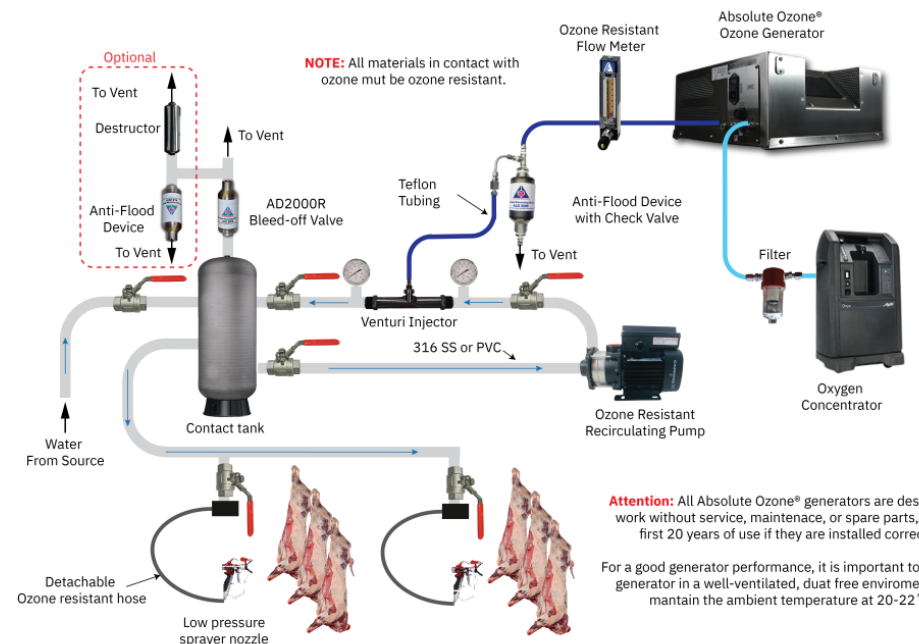 Absolute Ozone®
Ozone Generator
Ozone Resistant
Flow Meter
Optional
NOTE: All materials in contact with
ozone mut be ozone resistant.
To Vent
Destructor
To Vent
Anti-Flood
Device
To Vent
AD2000R
Bleed-off Valve
Teflon
Tubing
Anti-Flood Device
with Check Valve
To Vent
Filter
Venturi Injector
316 SS or PVC
Oxygen
Concentrator
Ozone Resistant
Recirculating Pump
Contact tank
Water
From Source
Attention: All Absolute Ozone® generators are des
work without service, maintenace, or spare parts,
first 20 years of use if they are installed corre
For a good generator performance, it is important to
generator in a well-ventilated, duat free envirome
mantain the ambient temperature at 20-22
Detachable
Ozone resistant hose
Low pressure
sprayer nozzle